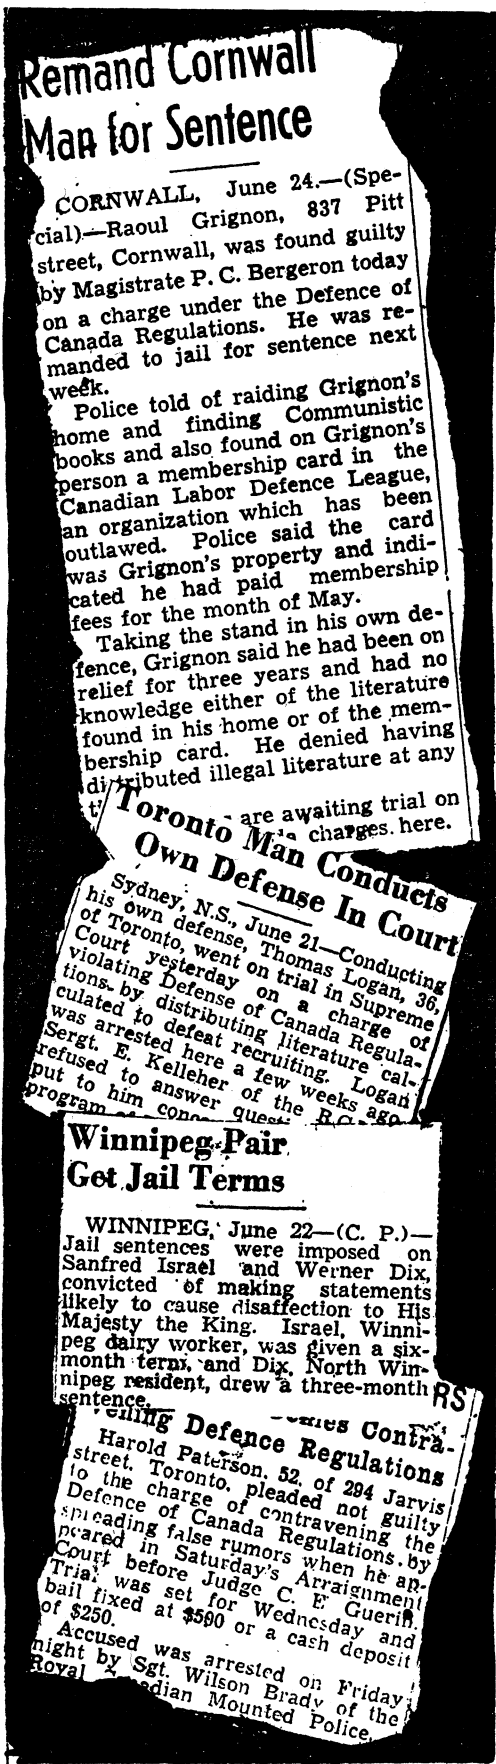 Remand Cornwall
Man for Sentence
CORNWALL, June 24.—(Spe-
cial)—Raoul Grignon, 837 Pitt
street, Cornwall, was found guilty
by Magistrate P. C. Bergeron today
on a charge under the Defence of
Canada Regulations. He was re-
manded to jail for sentence next
week.
Police told of raiding Grignon's
home and finding Communistic
books and also found on Grignon's
person a membership card in the
Canadian Labor Defence League,
an organization which has been
outlawed. Police said the card
was Grignon's property and indi-
cated he had paid membership
fees for the month of May.
Taking the stand in his own de-
fence, Grignon said he had been on
relief for three years and had no
knowledge either of the literature
found in his home or of the mem-
bership card. He denied having
distributed illegal literature at any
are awaiting trial on
charges here.
Toronto Man Conducts
Own Defense In Court
Sydney, N.S., June 21—Conducting
his own defense, Thomas Logan, 36,
of Toronto, went on trial in Supreme
Court yesterday on a charge of
violating Defense of Canada Regula-
tions by distributing literature cal-
culated to defeat recruiting. Logan
was arrested here a few weeks ago
Sergt. E. Kelleher of the
refused to answer
put to him
program
Winnipeg Pair
Get Jail Terms
WINNIPEG, June 22—(C. P.)—
Jail sentences were imposed on
Sanfred Israel and Werner Dix,
convicted of making statements
likely to cause disaffection to His
Majesty the King. Israel, Winni-
peg dairy worker, was given a six-
month term, and Dix, North Win-
nipeg resident, drew a three-month
sentence.
RS
Contra-
Defence Regulations
Harold Paterson, 52, of 294 Jarvis
street, Toronto, pleaded not guilty
to the charge of contravening the
Defence of Canada Regulations by
spreading false rumors when he ap-
peared in Saturday's Arraignment
Court before Judge C. E. Guerin.
Trial was set for Wednesday and
bail fixed at $500 or a cash deposit
of $250.
Accused was arrested on Friday
night by Sgt. Wilson Brady of the
Royal Canadian Mounted Police.